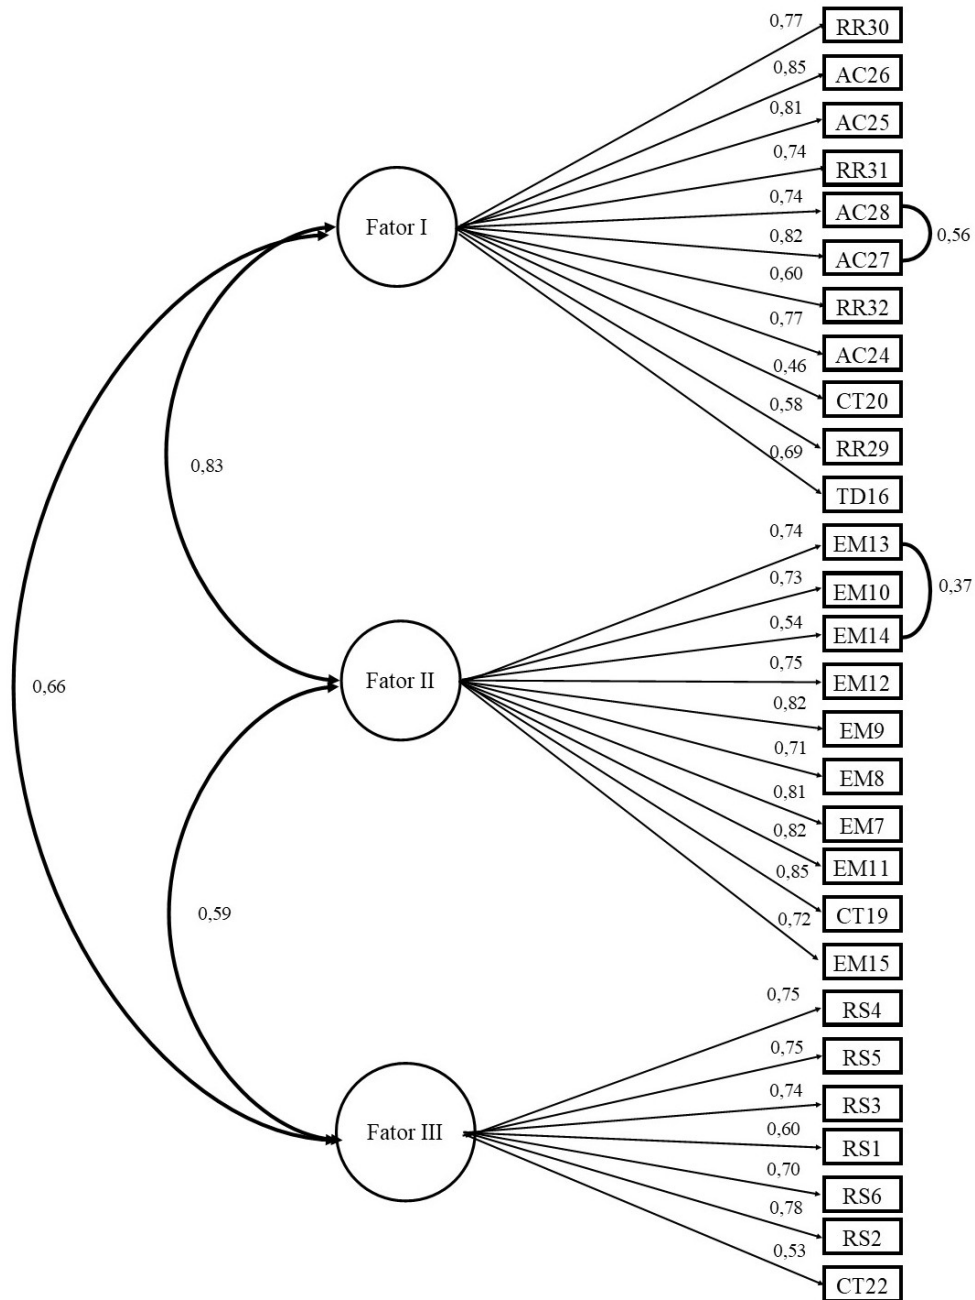 0,77
RR30
0,85
AC26
0,81
AC25
0,74
RR31
0,74
AC28
0,56
Fator I
0,82
AC27
0,60
RR32
0,77
AC24
0,46
CT20
0,58
RR29
0,69
TD16
0,83
0,74
EM13
0,73
EM10
0,37
0,54
EM14
0,66
Fator II
0,75
EM12
0,82
EM9
0,71
EM8
0,81
EM7
0,82
EM11
0,85
CT19
0,59
0,72
EM15
0,75
RS4
0,75
RS5
0,74
RS3
Fator III
0,60
RS1
0,70
RS6
0,78
RS2
0,53
CT22